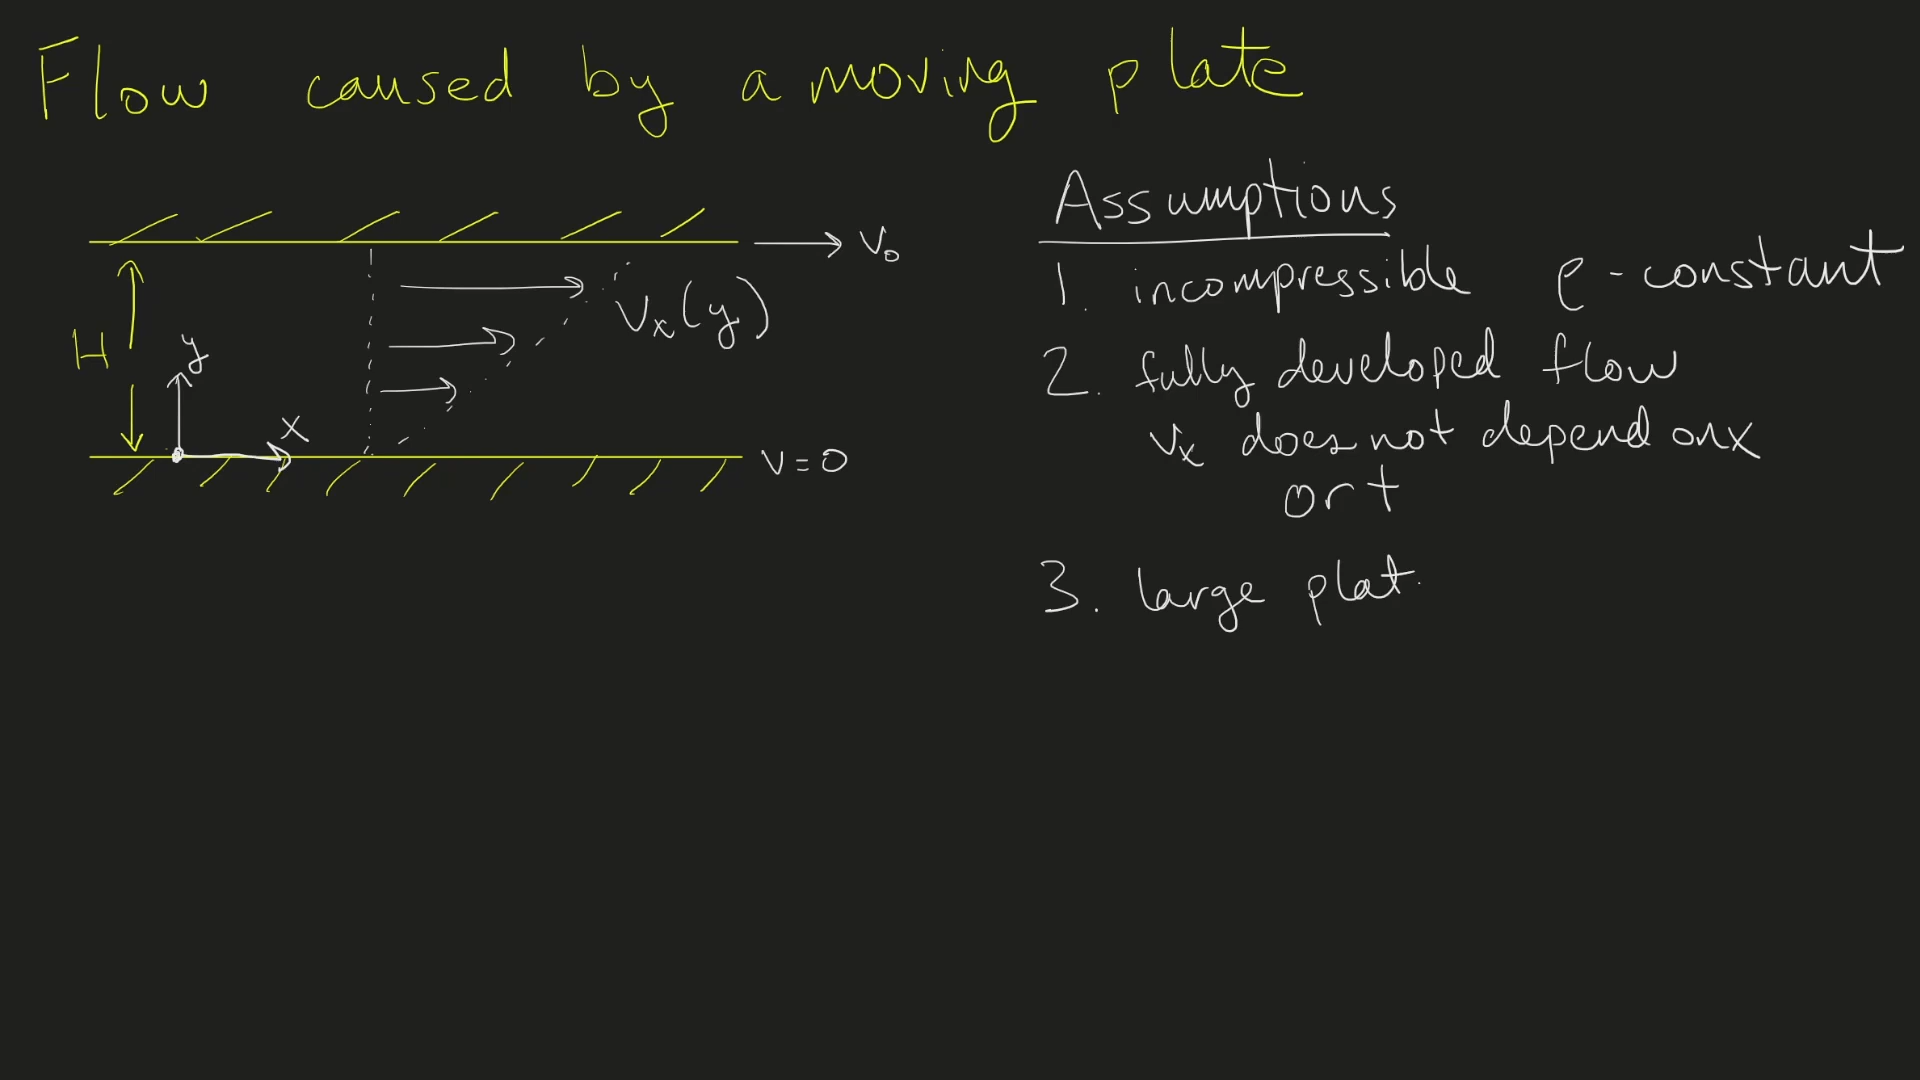 Flow caused by a moving plate
Assumptions
V₀
1. incompressible ρ - constant
Vₓ(y)
H
y
2. fully developed flow
x
vₓ does not depend on x
V = 0
or t
3. large plat